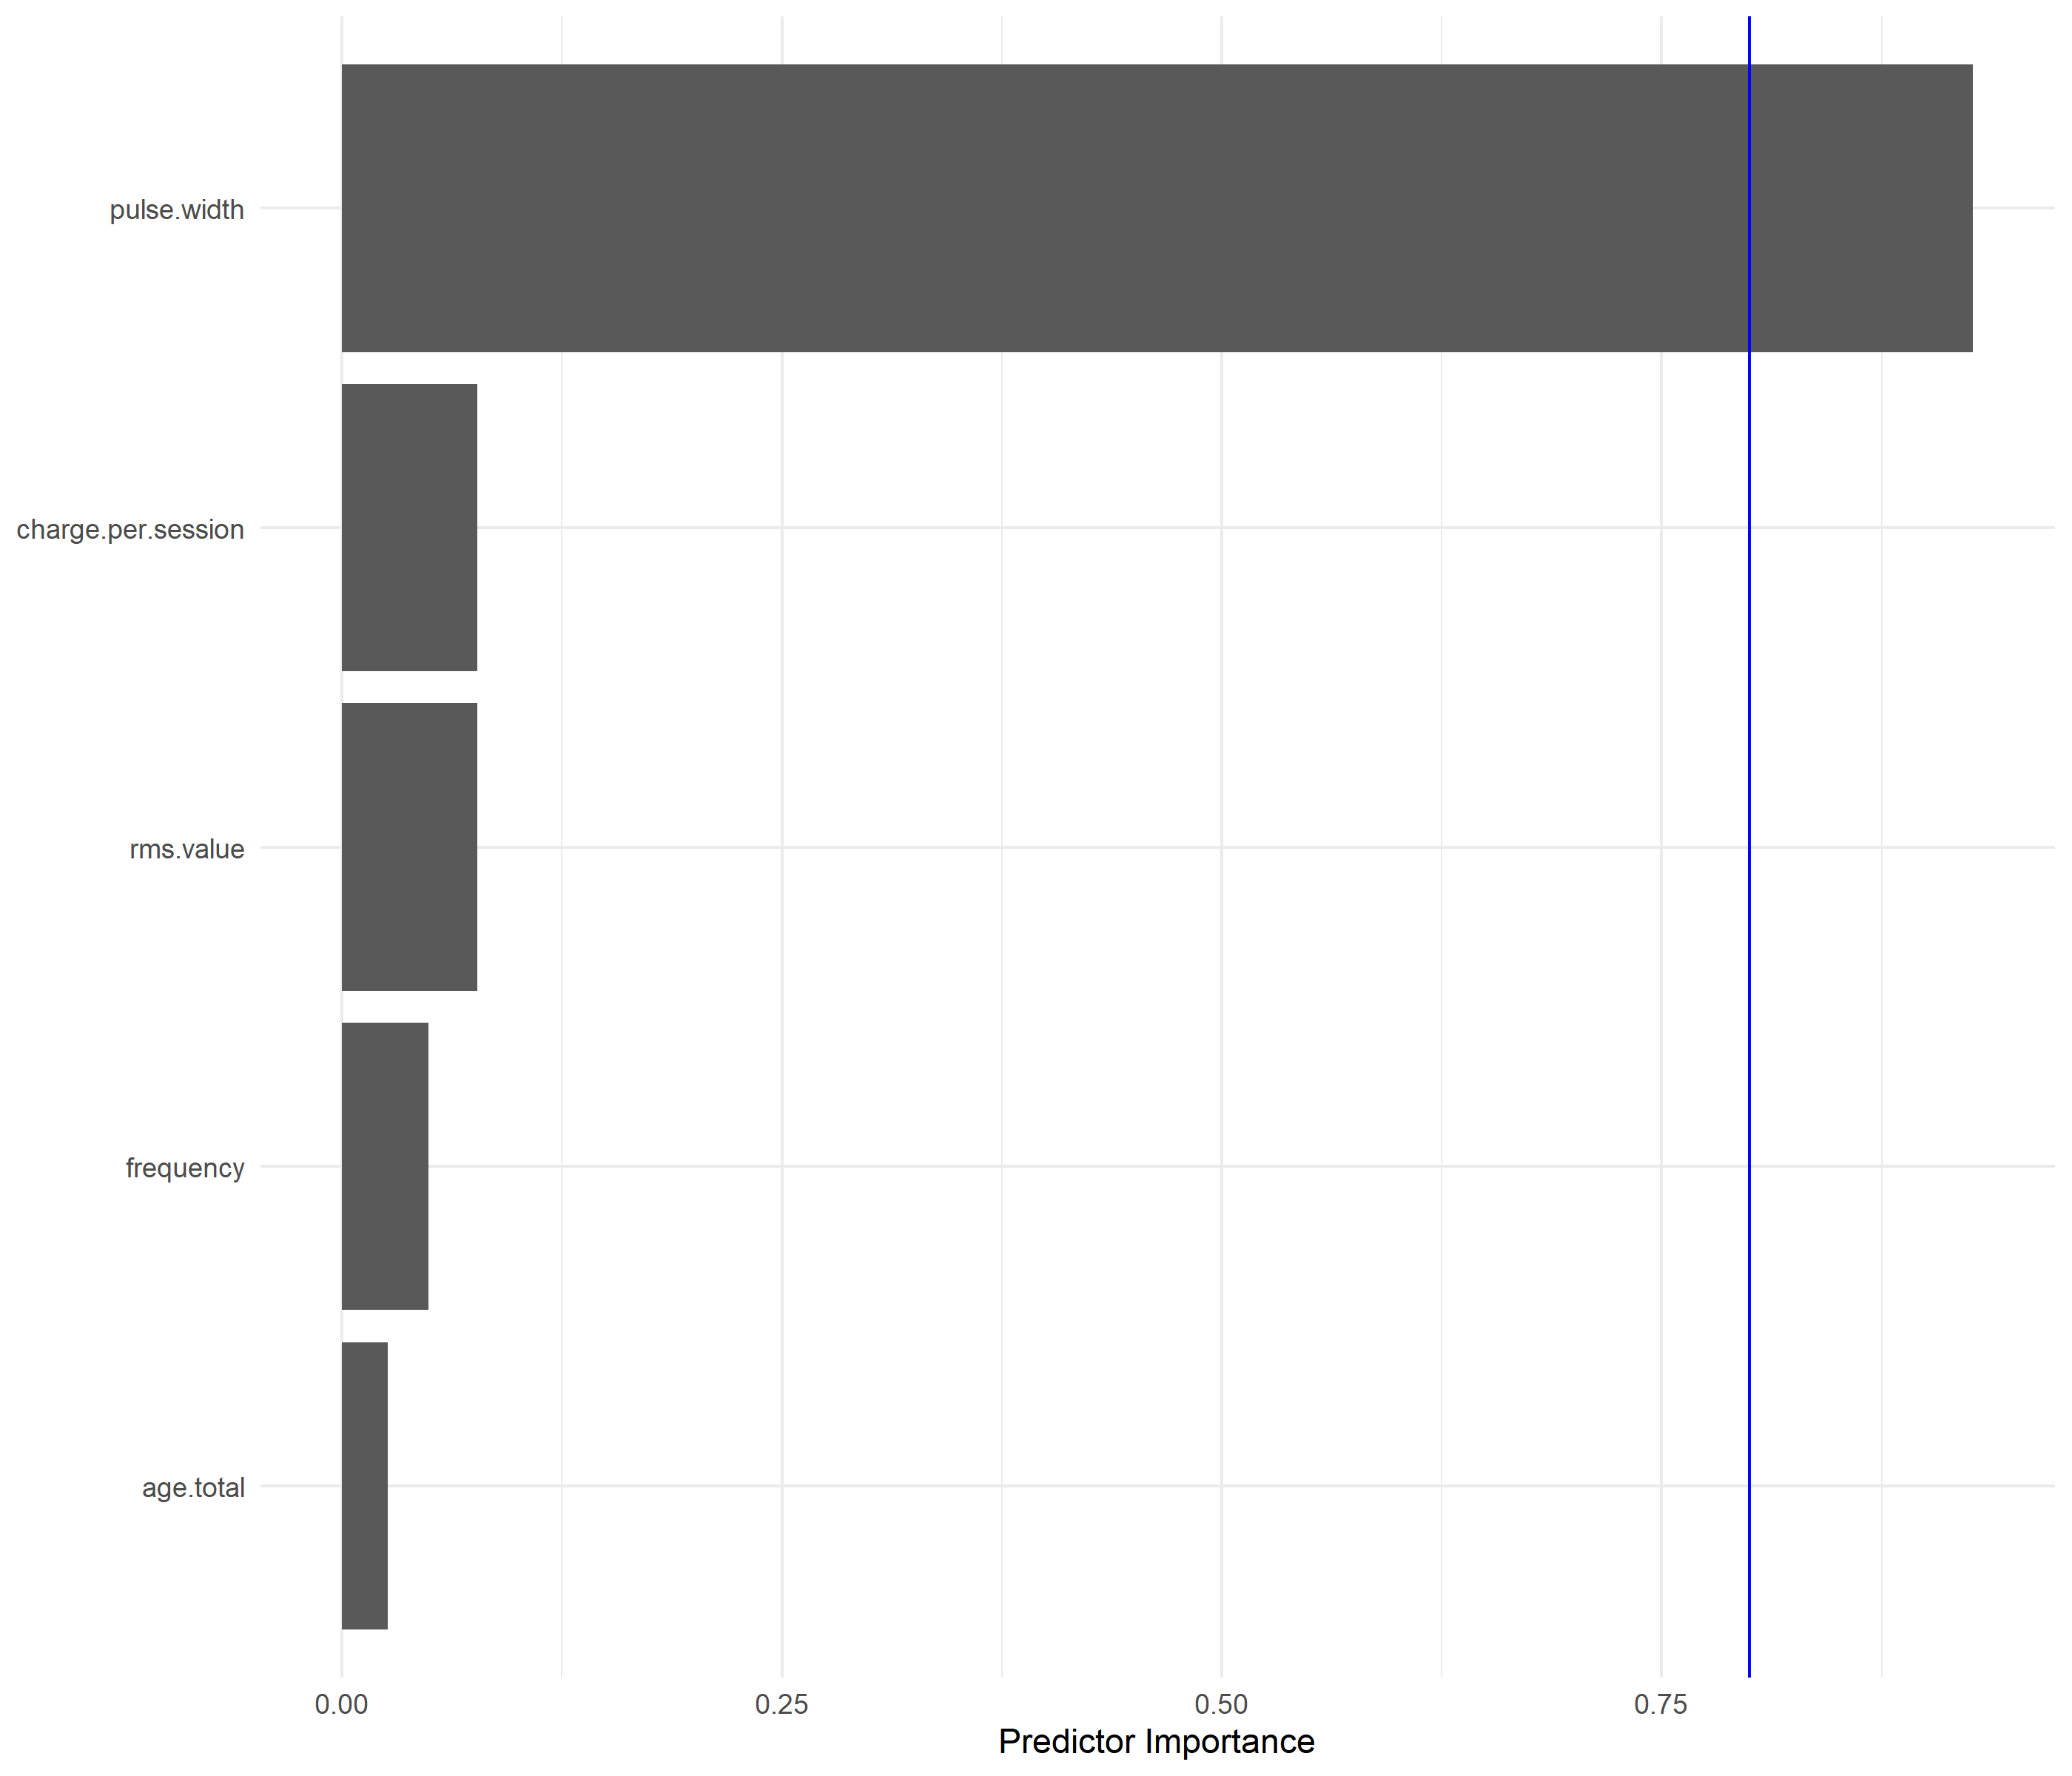 pulse.width
charge.per.session
rms.value
frequency
age.total
0.00 0.25 0.50 0.75
Predictor Importance